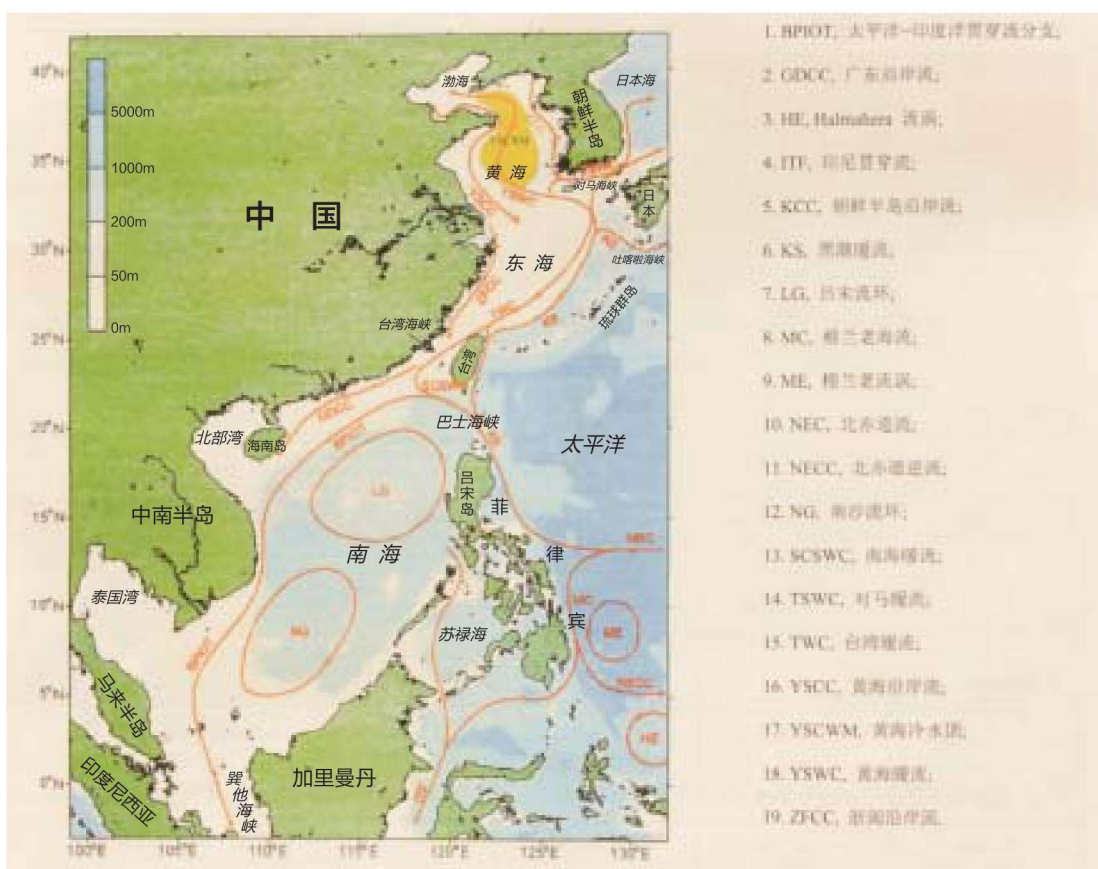 40°N
35°N
30°N
25°N
20°N
15°N
10°N
5°N
0°N
100°E
105°E
110°E
115°E
120°E
125°E
130°E
5000m
1000m
200m
50m
0m
渤海
日本海
朝鲜半岛
黄海
对马海峡
日本
中国
东海
吐喀啦海峡
琉球群岛
台湾海峡
台湾
巴士海峡
北部湾
海南岛
太平洋
LG
吕宋岛
菲律宾
中南半岛
南海
NEC
泰国湾
NG
苏禄海
MC
ME
NECC
马来半岛
HE
印度尼西亚
巽他海峡
加里曼丹
1. BPIOT, 太平洋-印度洋贯穿流分支;
2. GDCC, 广东沿岸流;
3. HE, Halmahera 流涡;
4. ITF, 印尼贯穿流;
5. KCC, 朝鲜半岛沿岸流;
6. KS, 黑潮暖流;
7. LG, 吕宋流环;
8. MC, 棉兰老海流;
9. ME, 棉兰老流涡;
10. NEC, 北赤道流;
11. NECC, 北赤道逆流;
12. NG, 南沙流环;
13. SCSWC, 南海暖流;
14. TSWC, 对马暖流;
15. TWC, 台湾暖流;
16. YSCC, 黄海沿岸流;
17. YSCWM, 黄海冷水团;
18. YSWC, 黄海暖流;
19. ZFCC, 浙闽沿岸流.